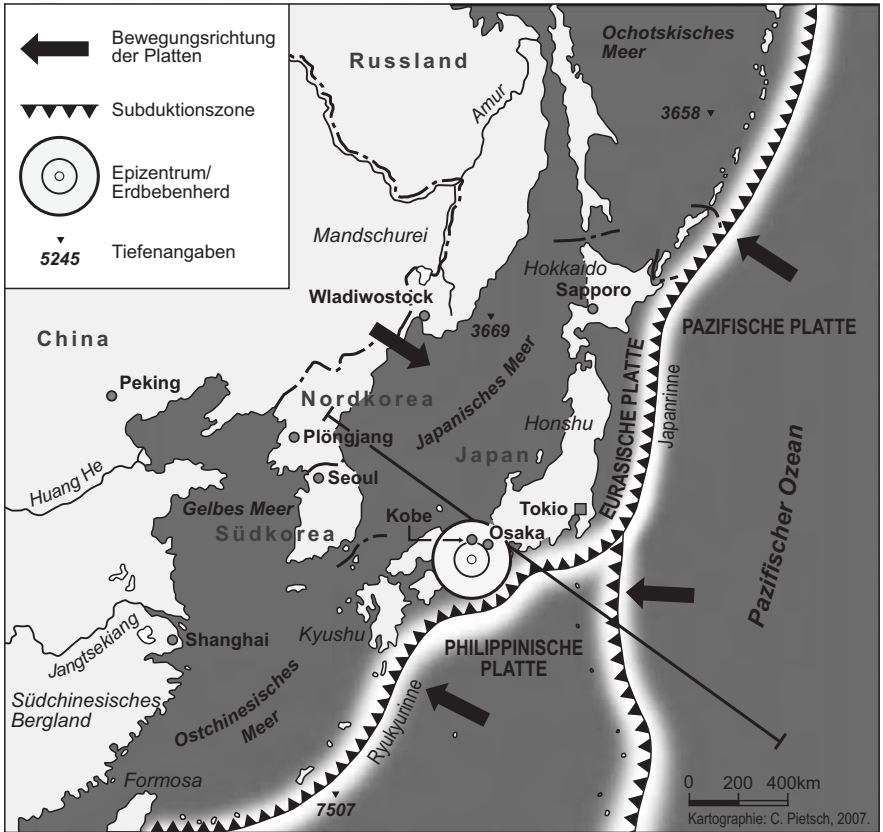 Bewegungsrichtung
der Platten
Subduktionszone
Epizentrum/
Erdbebenherd
5245
Tiefenangaben
Russland
Ochotskisches
Meer
Amur
3658
Mandschurei
Hokkaido
Wladiwostock
Sapporo
3669
PAZIFISCHE PLATTE
China
Peking
Nordkorea
Japanisches Meer
EURASISCHE PLATTE
Japanrinne
Plöngjang
Honshu
Japan
Huang He
Seoul
Gelbes Meer
Tokio
Südkorea
Kobe
Osaka
Pazifischer Ozean
Kyushu
Jangtsekiang
Shanghai
PHILIPPINISCHE
PLATTE
Südchinesisches
Bergland
Ostchinesisches
Meer
Ryukyurinne
Formosa
7507
0 200 400km
Kartographie: C. Pietsch, 2007.